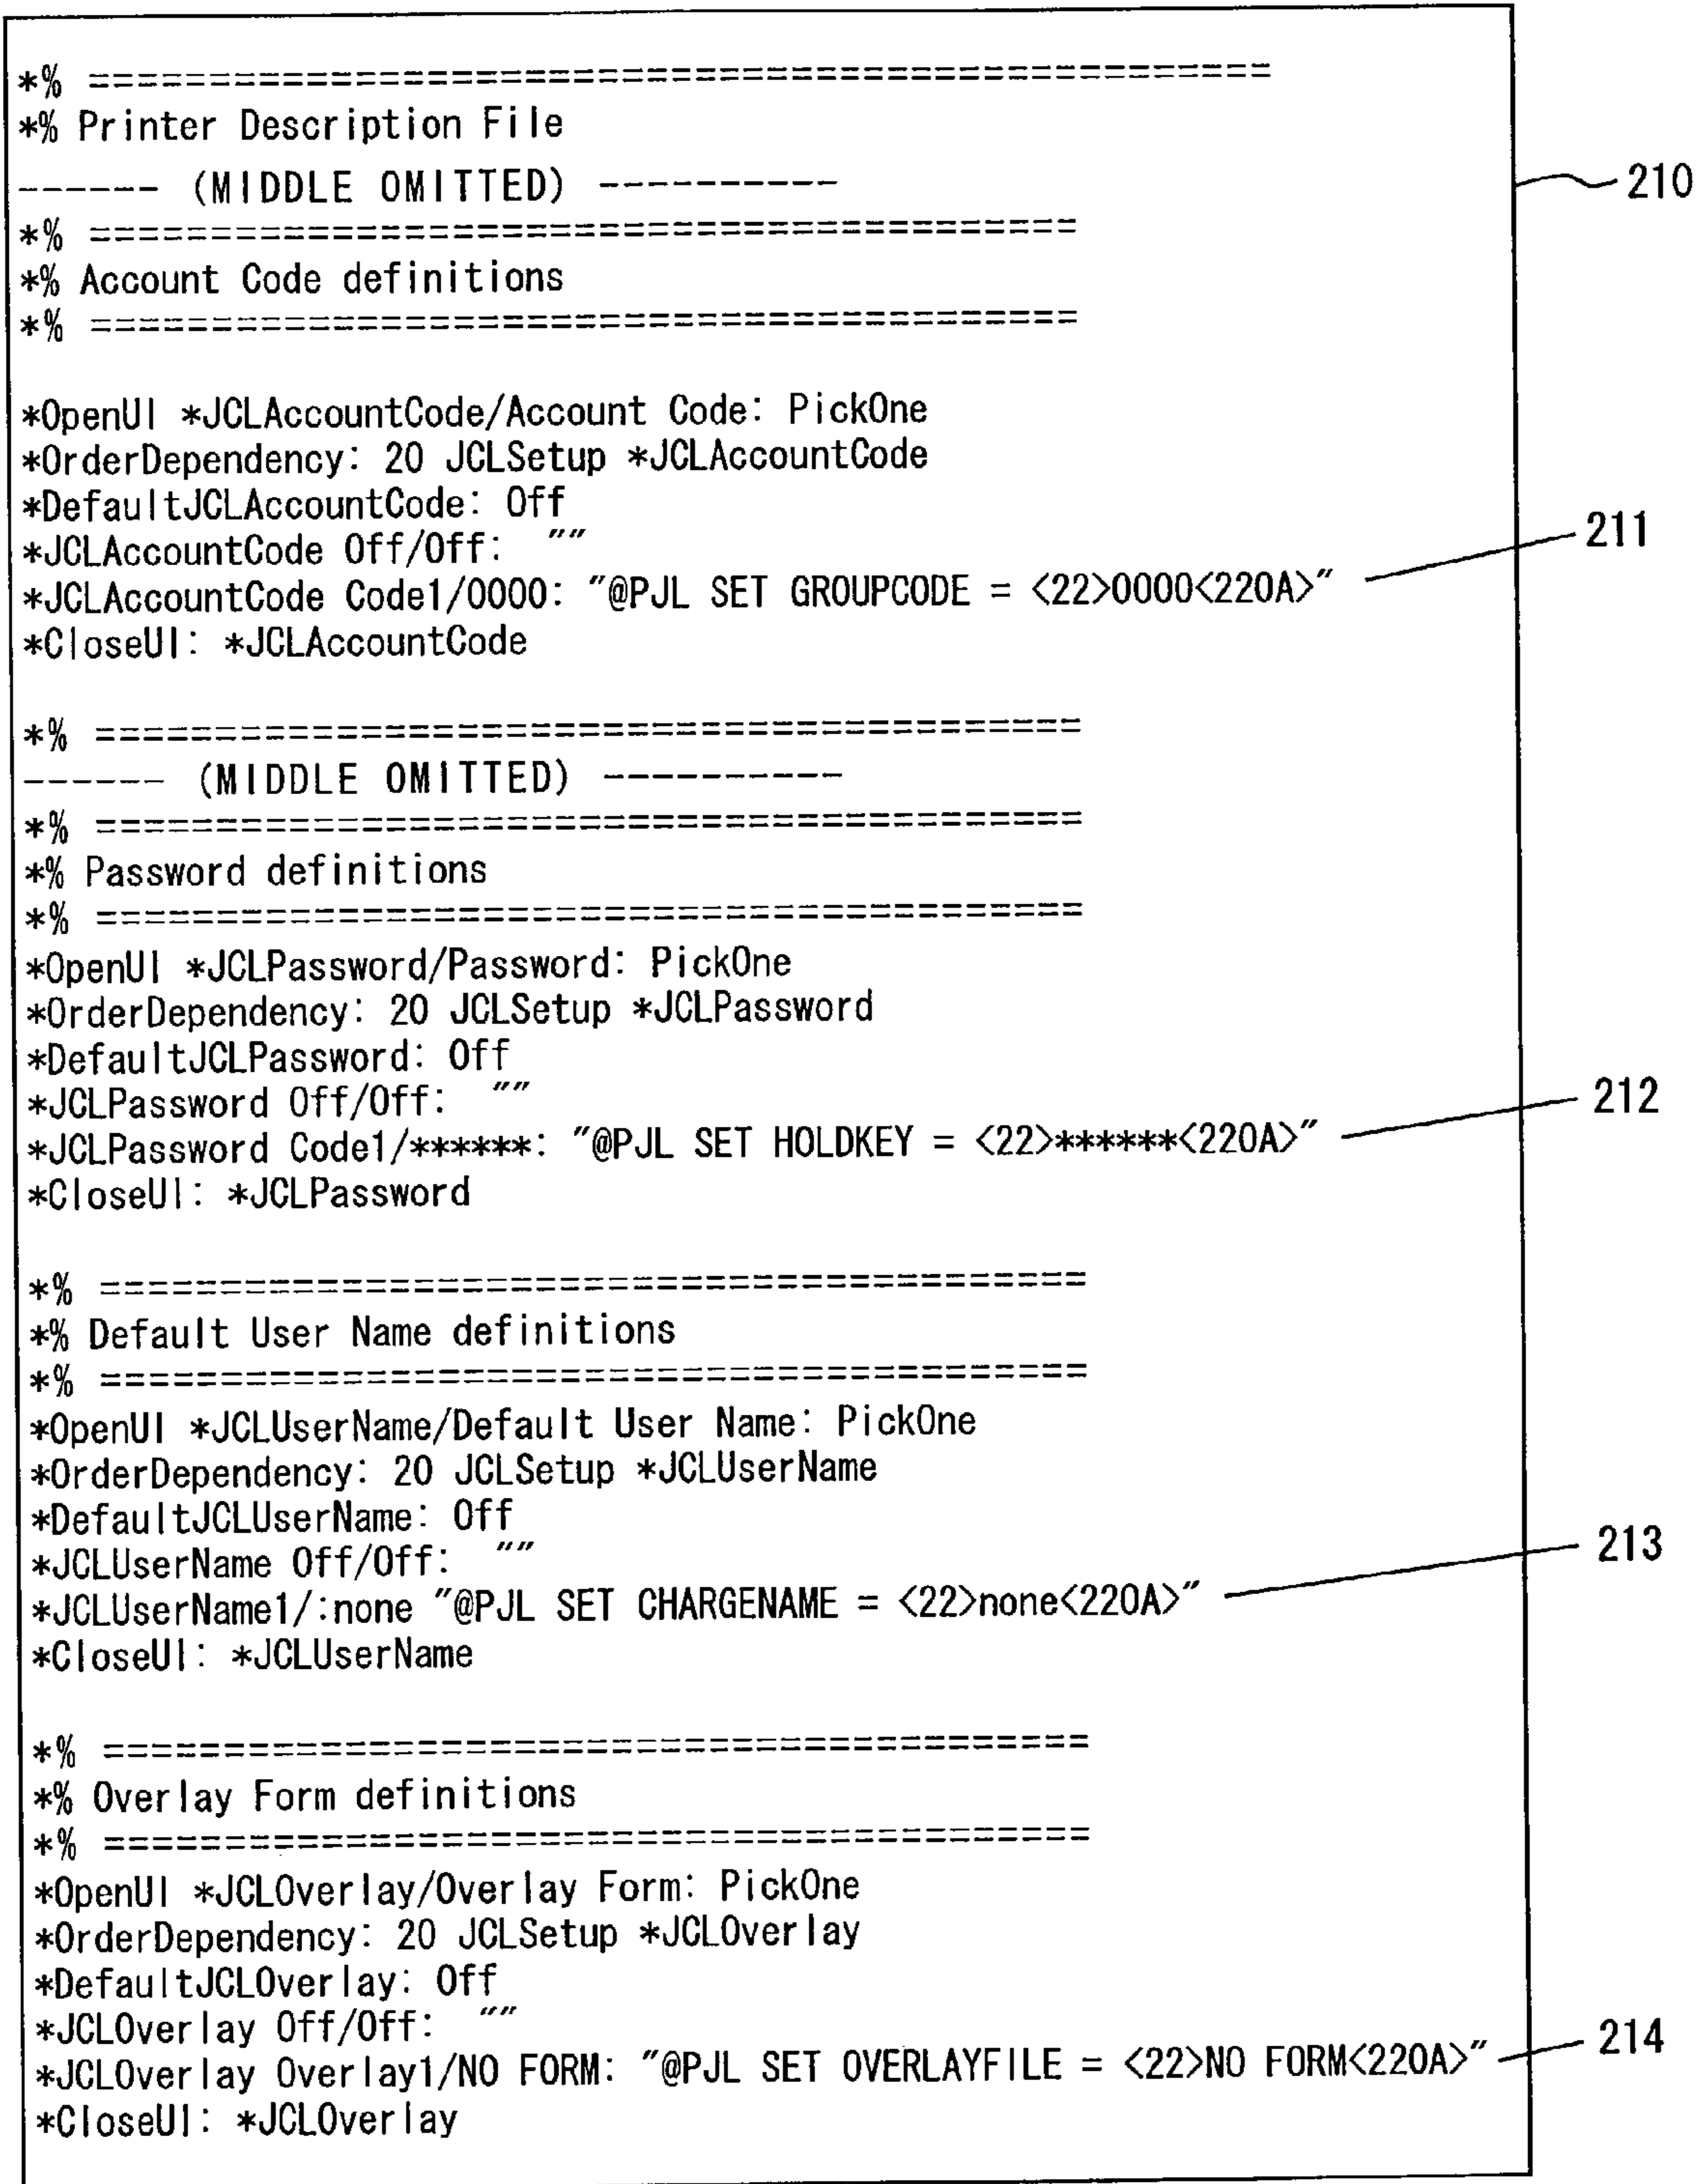 *% =================================================
*% Printer Description File
------ (MIDDLE OMITTED) ----------
210
*% =========================================
*% Account Code definitions
*% =========================================
*OpenUI *JCLAccountCode/Account Code: PickOne
*OrderDependency: 20 JCLSetup *JCLAccountCode
*DefaultJCLAccountCode: Off
*JCLAccountCode Off/Off: ""
*JCLAccountCode Code1/0000: "@PJL SET GROUPCODE = <22>0000<220A>"
211
*CloseUI: *JCLAccountCode
*% =========================================
------ (MIDDLE OMITTED) ----------
*% =========================================
*% Password definitions
*% =========================================
*OpenUI *JCLPassword/Password: PickOne
*OrderDependency: 20 JCLSetup *JCLPassword
*DefaultJCLPassword: Off
*JCLPassword Off/Off: ""
*JCLPassword Code1/******: "@PJL SET HOLDKEY = <22>******<220A>"
212
*CloseUI: *JCLPassword
*% =========================================
*% Default User Name definitions
*% =========================================
*OpenUI *JCLUserName/Default User Name: PickOne
*OrderDependency: 20 JCLSetup *JCLUserName
*DefaultJCLUserName: Off
*JCLUserName Off/Off: ""
*JCLUserName1/:none "@PJL SET CHARGENAME = <22>none<220A>"
213
*CloseUI: *JCLUserName
*% =========================================
*% Overlay Form definitions
*% =========================================
*OpenUI *JCLOverlay/Overlay Form: PickOne
*OrderDependency: 20 JCLSetup *JCLOverlay
*DefaultJCLOverlay: Off
*JCLOverlay Off/Off: ""
*JCLOverlay Overlay1/NO FORM: "@PJL SET OVERLAYFILE = <22>NO FORM<220A>"
214
*CloseUI: *JCLOverlay